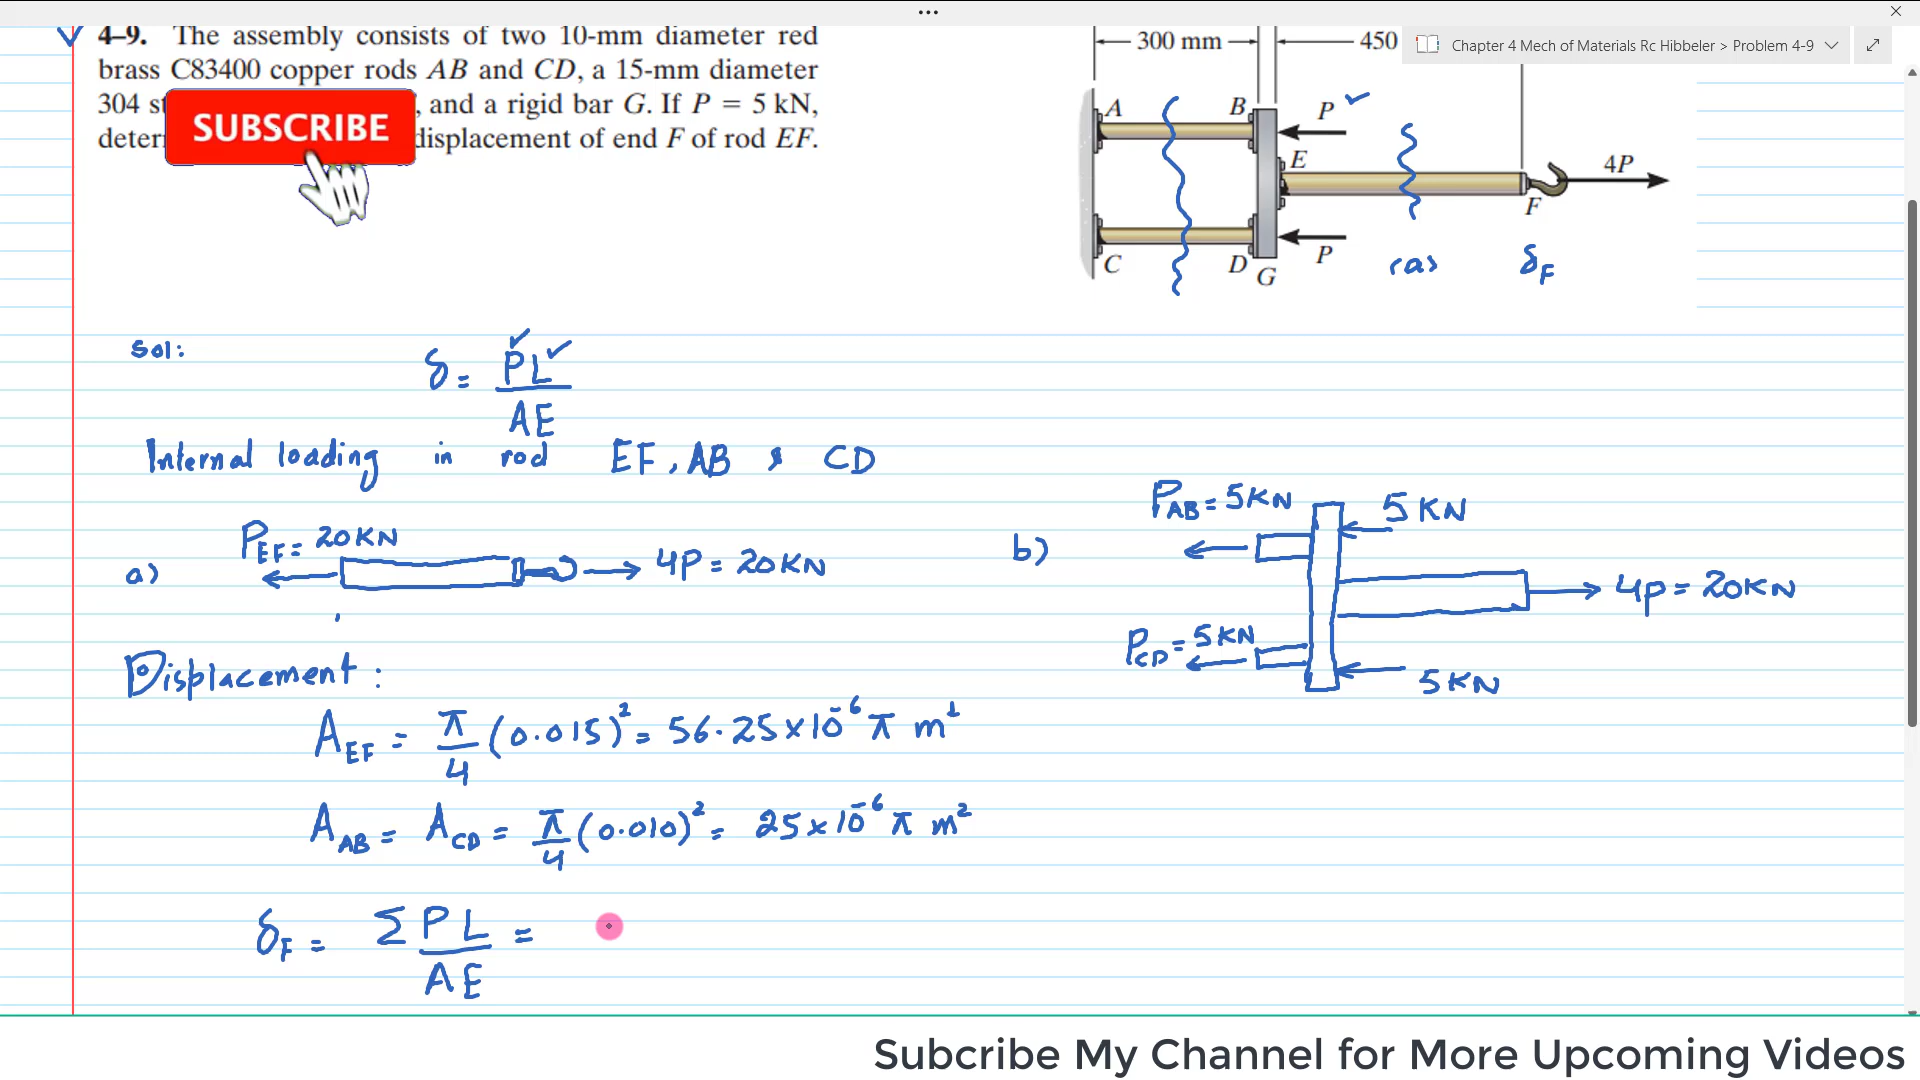 4–9. The assembly consists of two 10-mm diameter red
brass C83400 copper rods AB and CD, a 15-mm diameter
304 st , and a rigid bar G. If P = 5 kN,
deter displacement of end F of rod EF.
SUBSCRIBE
300 mm
450
Chapter 4 Mech of Materials Rc Hibbeler > Problem 4-9
A B P
E
4P
F
C D G P
δF
Sol:
δ = PL
AE
Internal loading in rod EF, AB & CD
a)
PEF = 20KN
4P = 20KN
b)
PAB = 5KN
5KN
4P = 20KN
PCD = 5KN
5KN
Displacement:
AEF = π/4 (0.015)² = 56.25×10⁻⁶ π m²
AAB = ACD = π/4 (0.010)² = 25×10⁻⁶ π m²
δF = Σ PL/AE =
Subcribe My Channel for More Upcoming Videos